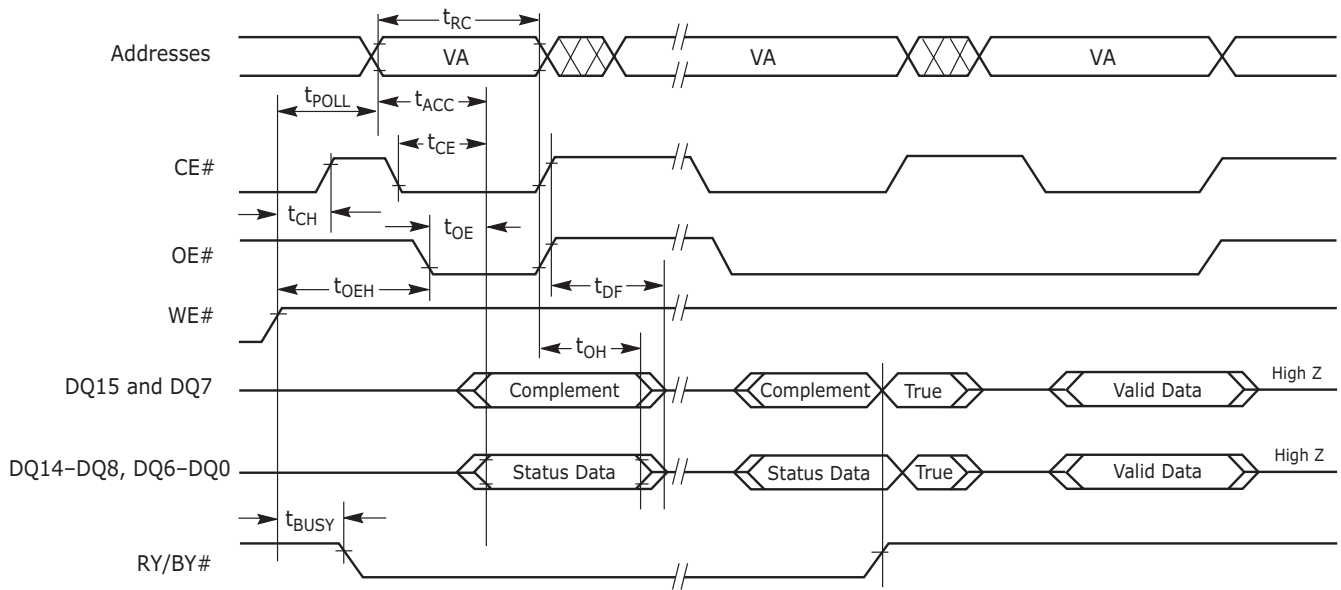 tRC
Addresses VA VA VA
tPOLL tACC
tCE
CE#
tCH tOE
OE#
tOEH tDF
WE#
tOH
DQ15 and DQ7 Complement Complement True Valid Data High Z
DQ14–DQ8, DQ6–DQ0 Status Data Status Data True Valid Data High Z
tBUSY
RY/BY#